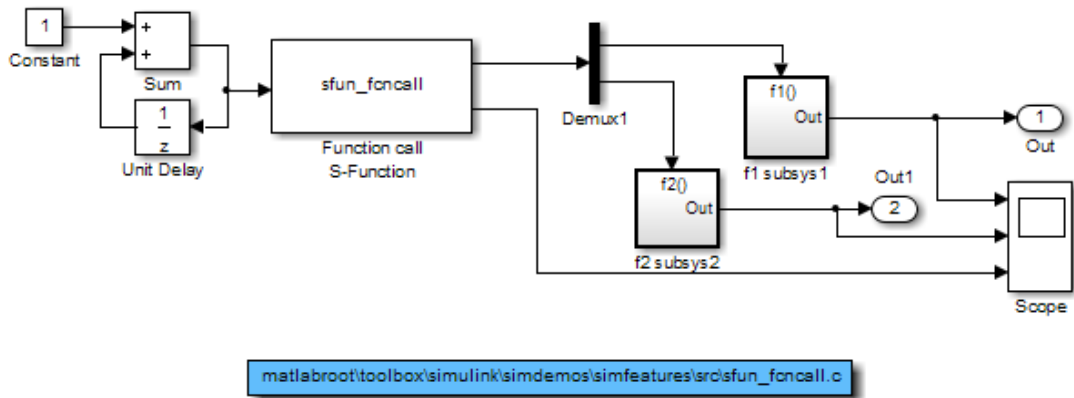 1
Constant
+
+
Sum
1
z
Unit Delay
sfun_fcncall
Function call
S-Function
Demux1
f1()
Out
f1 subsys1
f2()
Out
f2 subsys2
1
Out
Out1
2
Scope
matlabroot\toolbox\simulink\simdemos\simfeatures\src\sfun_fcncall.c